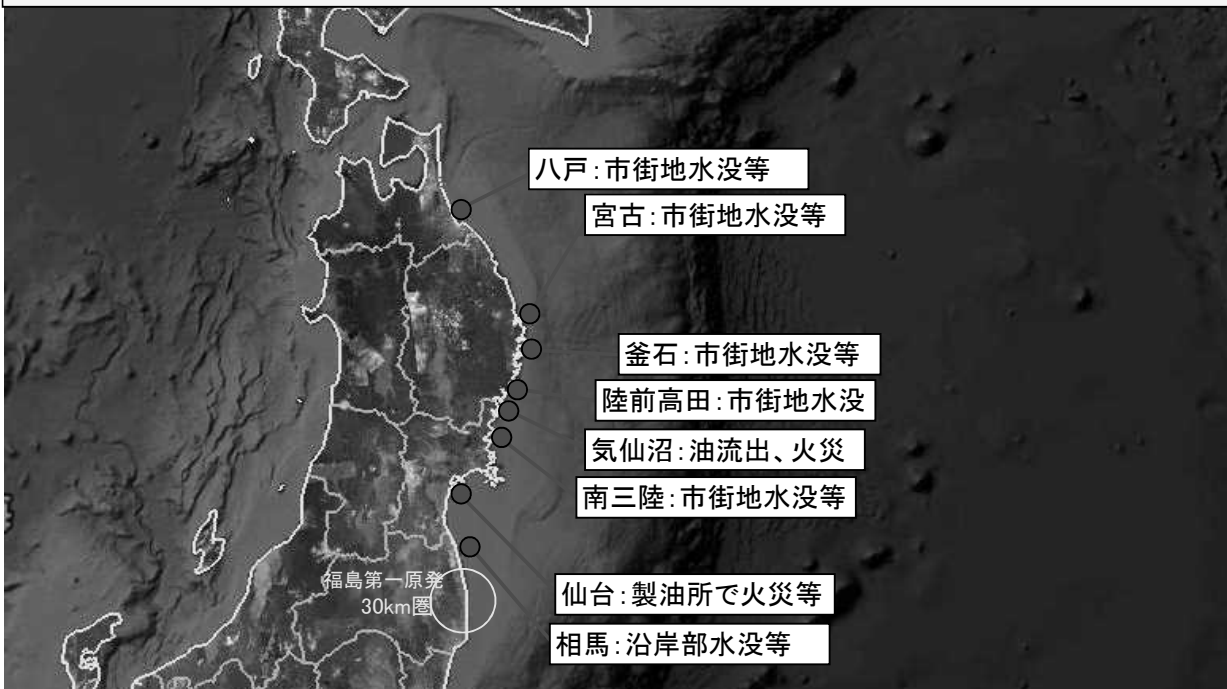 八戸：市街地水没等
宮古：市街地水没等
釜石：市街地水没等
陸前高田：市街地水没
気仙沼：油流出、火災
南三陸：市街地水没等
福島第一原発
30km圏
仙台：製油所で火災等
相馬：沿岸部水没等